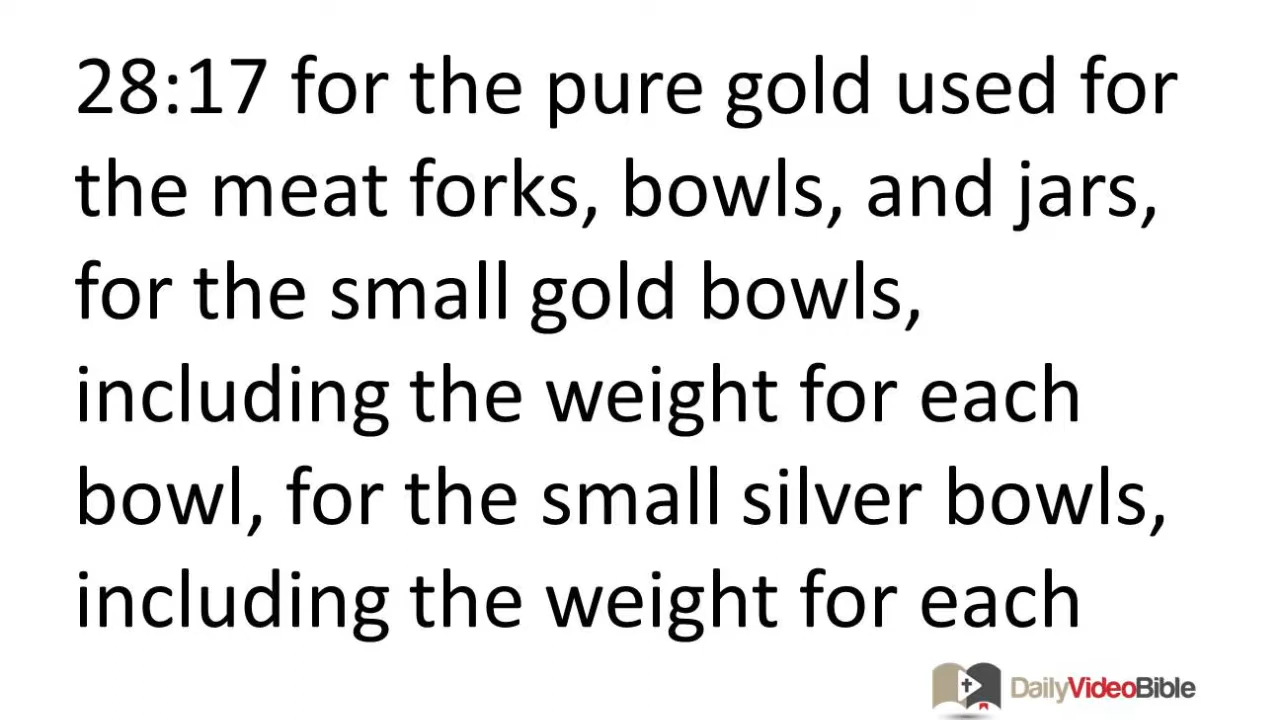 28:17 for the pure gold used for
the meat forks, bowls, and jars,
for the small gold bowls,
including the weight for each
bowl, for the small silver bowls,
including the weight for each
DailyVideoBible